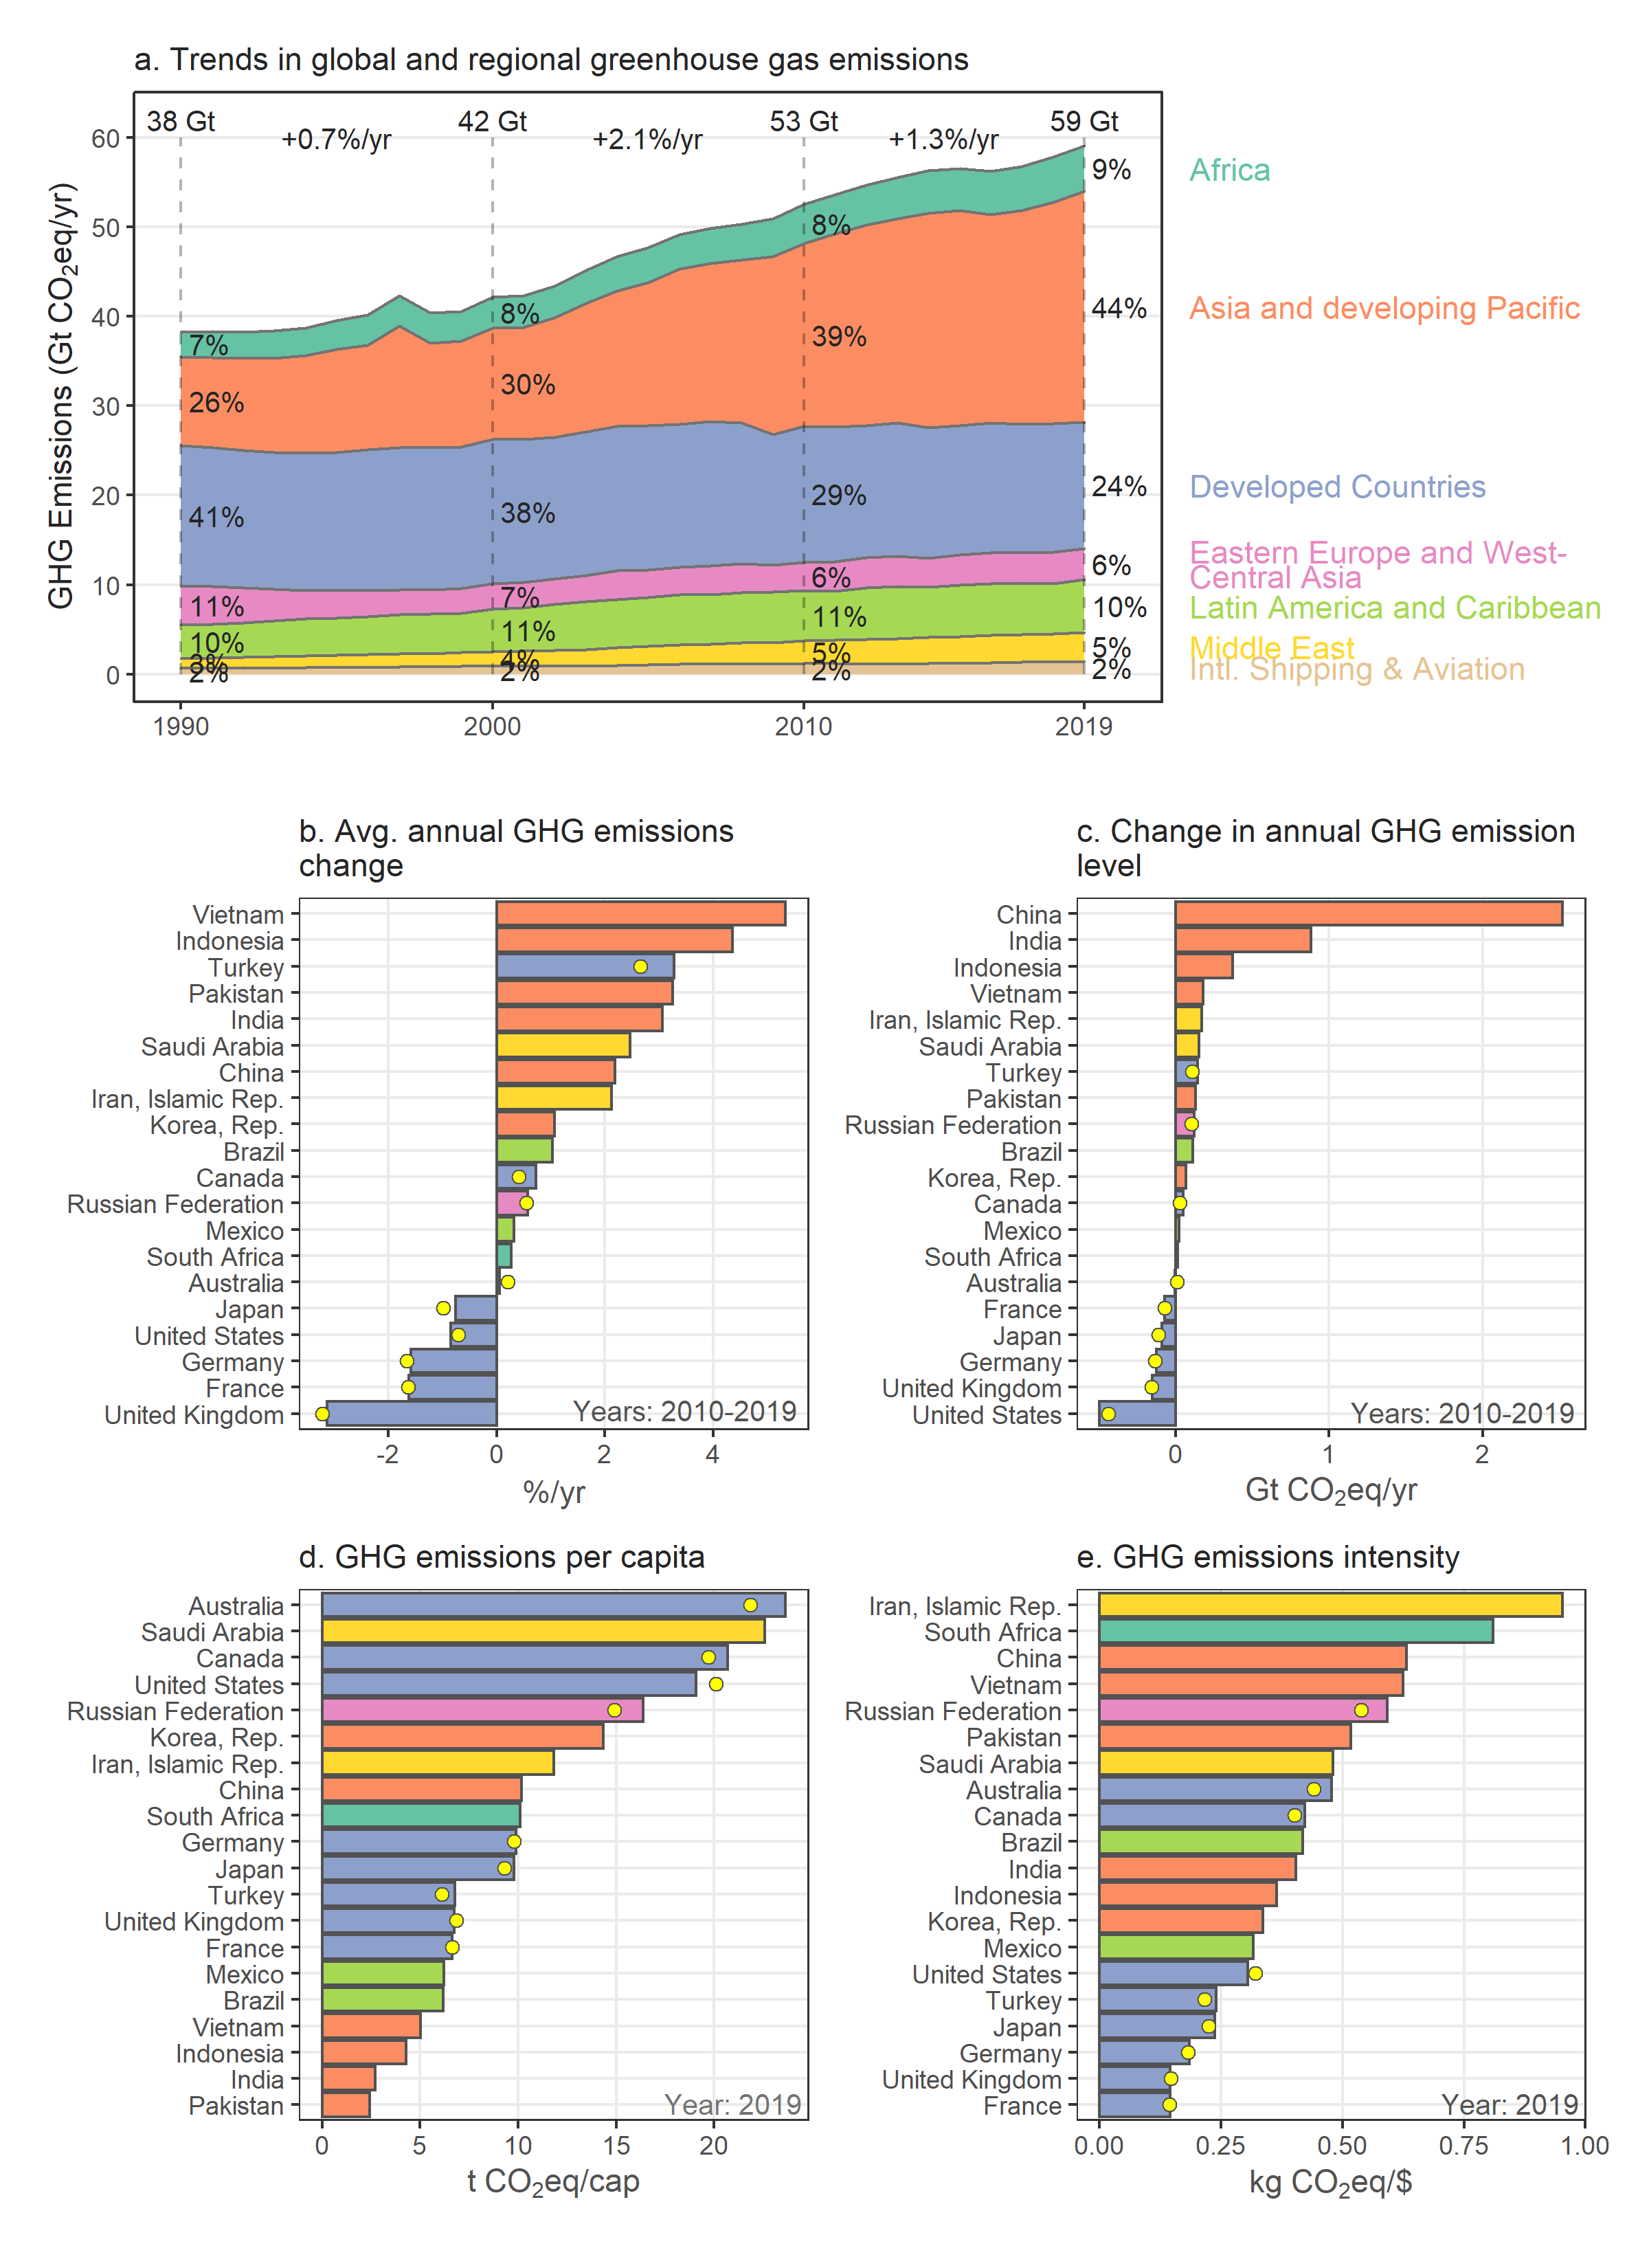 a. Trends in global and regional greenhouse gas emissions
38 Gt
42 Gt
53 Gt
59 Gt
+0.7%/yr
+2.1%/yr
+1.3%/yr
GHG Emissions (Gt CO₂eq/yr)
60
50
40
30
20
10
0
7%
26%
41%
11%
10%
3%
2%
8%
30%
38%
7%
11%
4%
2%
8%
39%
29%
6%
11%
5%
2%
9%
44%
24%
6%
10%
5%
2%
Africa
Asia and developing Pacific
Developed Countries
Eastern Europe and West-
Central Asia
Latin America and Caribbean
Middle East
Intl. Shipping & Aviation
1990
2000
2010
2019
b. Avg. annual GHG emissions
change
Vietnam
Indonesia
Turkey
Pakistan
India
Saudi Arabia
China
Iran, Islamic Rep.
Korea, Rep.
Brazil
Canada
Russian Federation
Mexico
South Africa
Australia
Japan
United States
Germany
France
United Kingdom
Years: 2010-2019
-2
0
2
4
%/yr
c. Change in annual GHG emission
level
China
India
Indonesia
Vietnam
Iran, Islamic Rep.
Saudi Arabia
Turkey
Pakistan
Russian Federation
Brazil
Korea, Rep.
Canada
Mexico
South Africa
Australia
France
Japan
Germany
United Kingdom
United States
Years: 2010-2019
0
1
2
Gt CO₂eq/yr
d. GHG emissions per capita
Australia
Saudi Arabia
Canada
United States
Russian Federation
Korea, Rep.
Iran, Islamic Rep.
China
South Africa
Germany
Japan
Turkey
United Kingdom
France
Mexico
Brazil
Vietnam
Indonesia
India
Pakistan
Year: 2019
0
5
10
15
20
t CO₂eq/cap
e. GHG emissions intensity
Iran, Islamic Rep.
South Africa
China
Vietnam
Russian Federation
Pakistan
Saudi Arabia
Australia
Canada
Brazil
India
Indonesia
Korea, Rep.
Mexico
United States
Turkey
Japan
Germany
United Kingdom
France
Year: 2019
0.00
0.25
0.50
0.75
1.00
kg CO₂eq/$